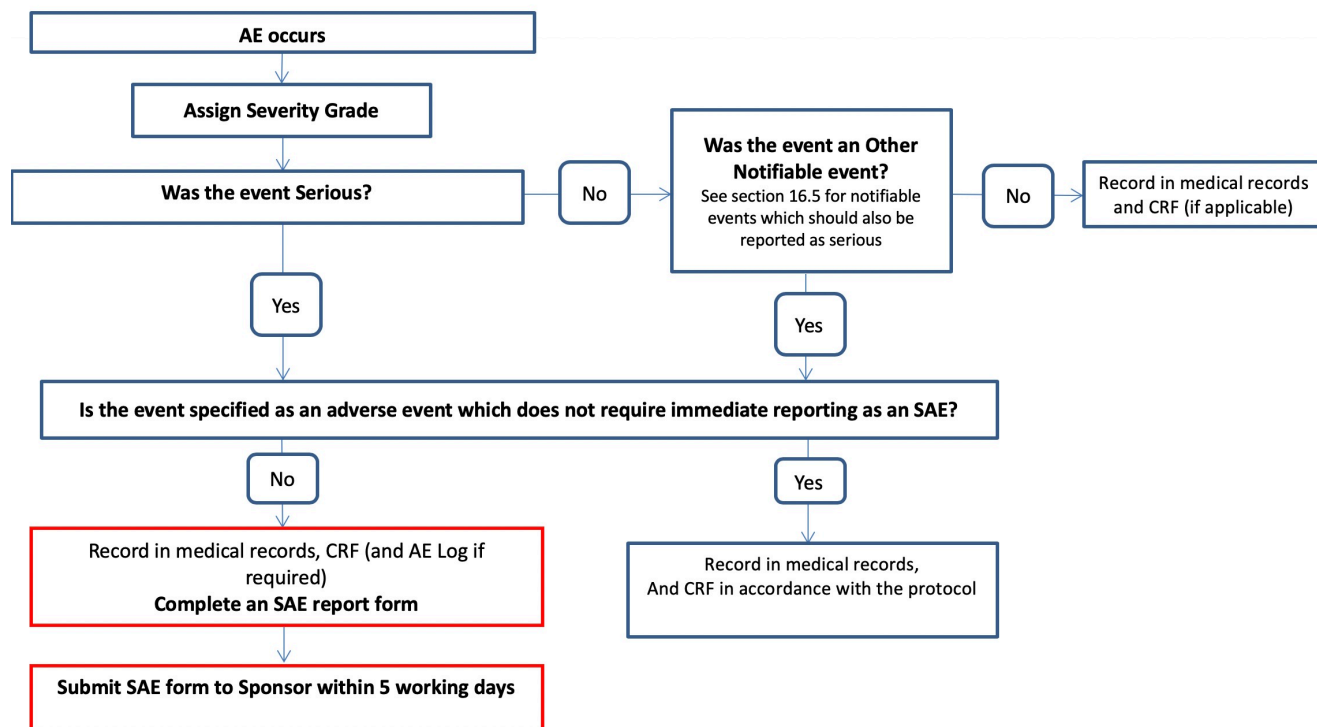 AE occurs
Assign Severity Grade
Was the event Serious?
No
Was the event an Other
Notifiable event?
See section 16.5 for notifiable
events which should also be
reported as serious
No
Record in medical records
and CRF (if applicable)
Yes
Yes
Is the event specified as an adverse event which does not require immediate reporting as an SAE?
No
Yes
Record in medical records, CRF (and AE Log if
required)
Complete an SAE report form
Record in medical records,
And CRF in accordance with the protocol
Submit SAE form to Sponsor within 5 working days